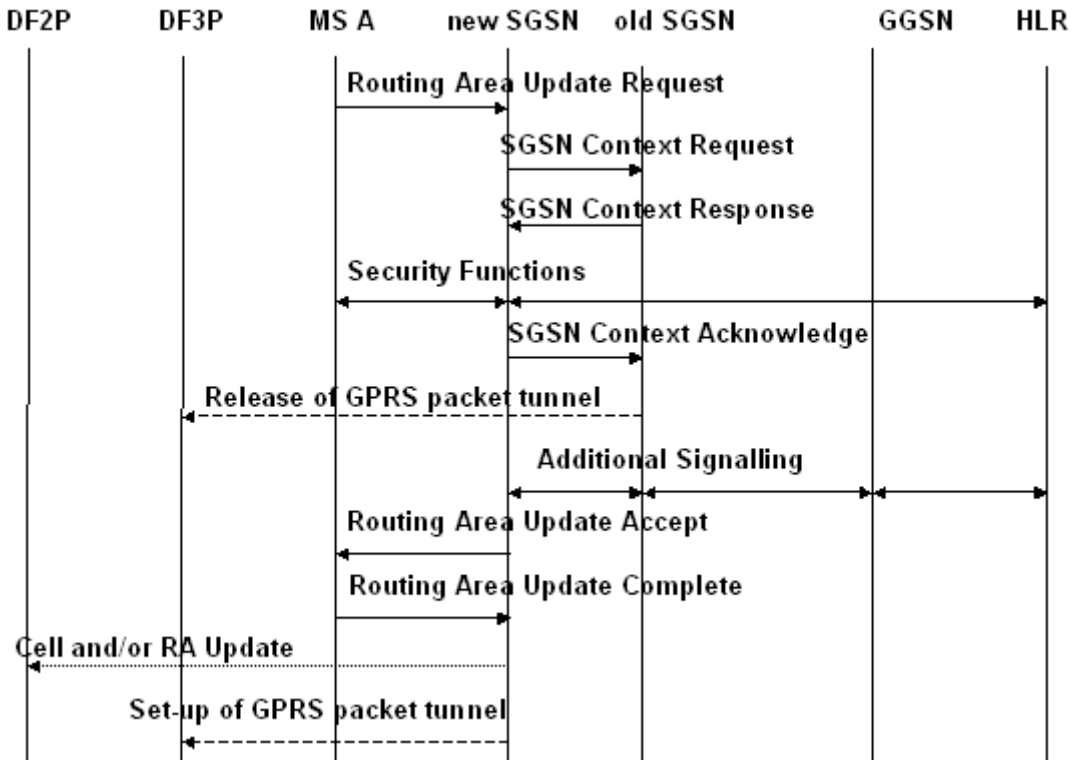 DF2P DF3P MS A new SGSN old SGSN GGSN HLR
Routing Area Update Request
SGSN Context Request
SGSN Context Response
Security Functions
SGSN Context Acknowledge
Release of GPRS packet tunnel
Additional Signalling
Routing Area Update Accept
Routing Area Update Complete
Cell and/or RA Update
Set-up of GPRS packet tunnel